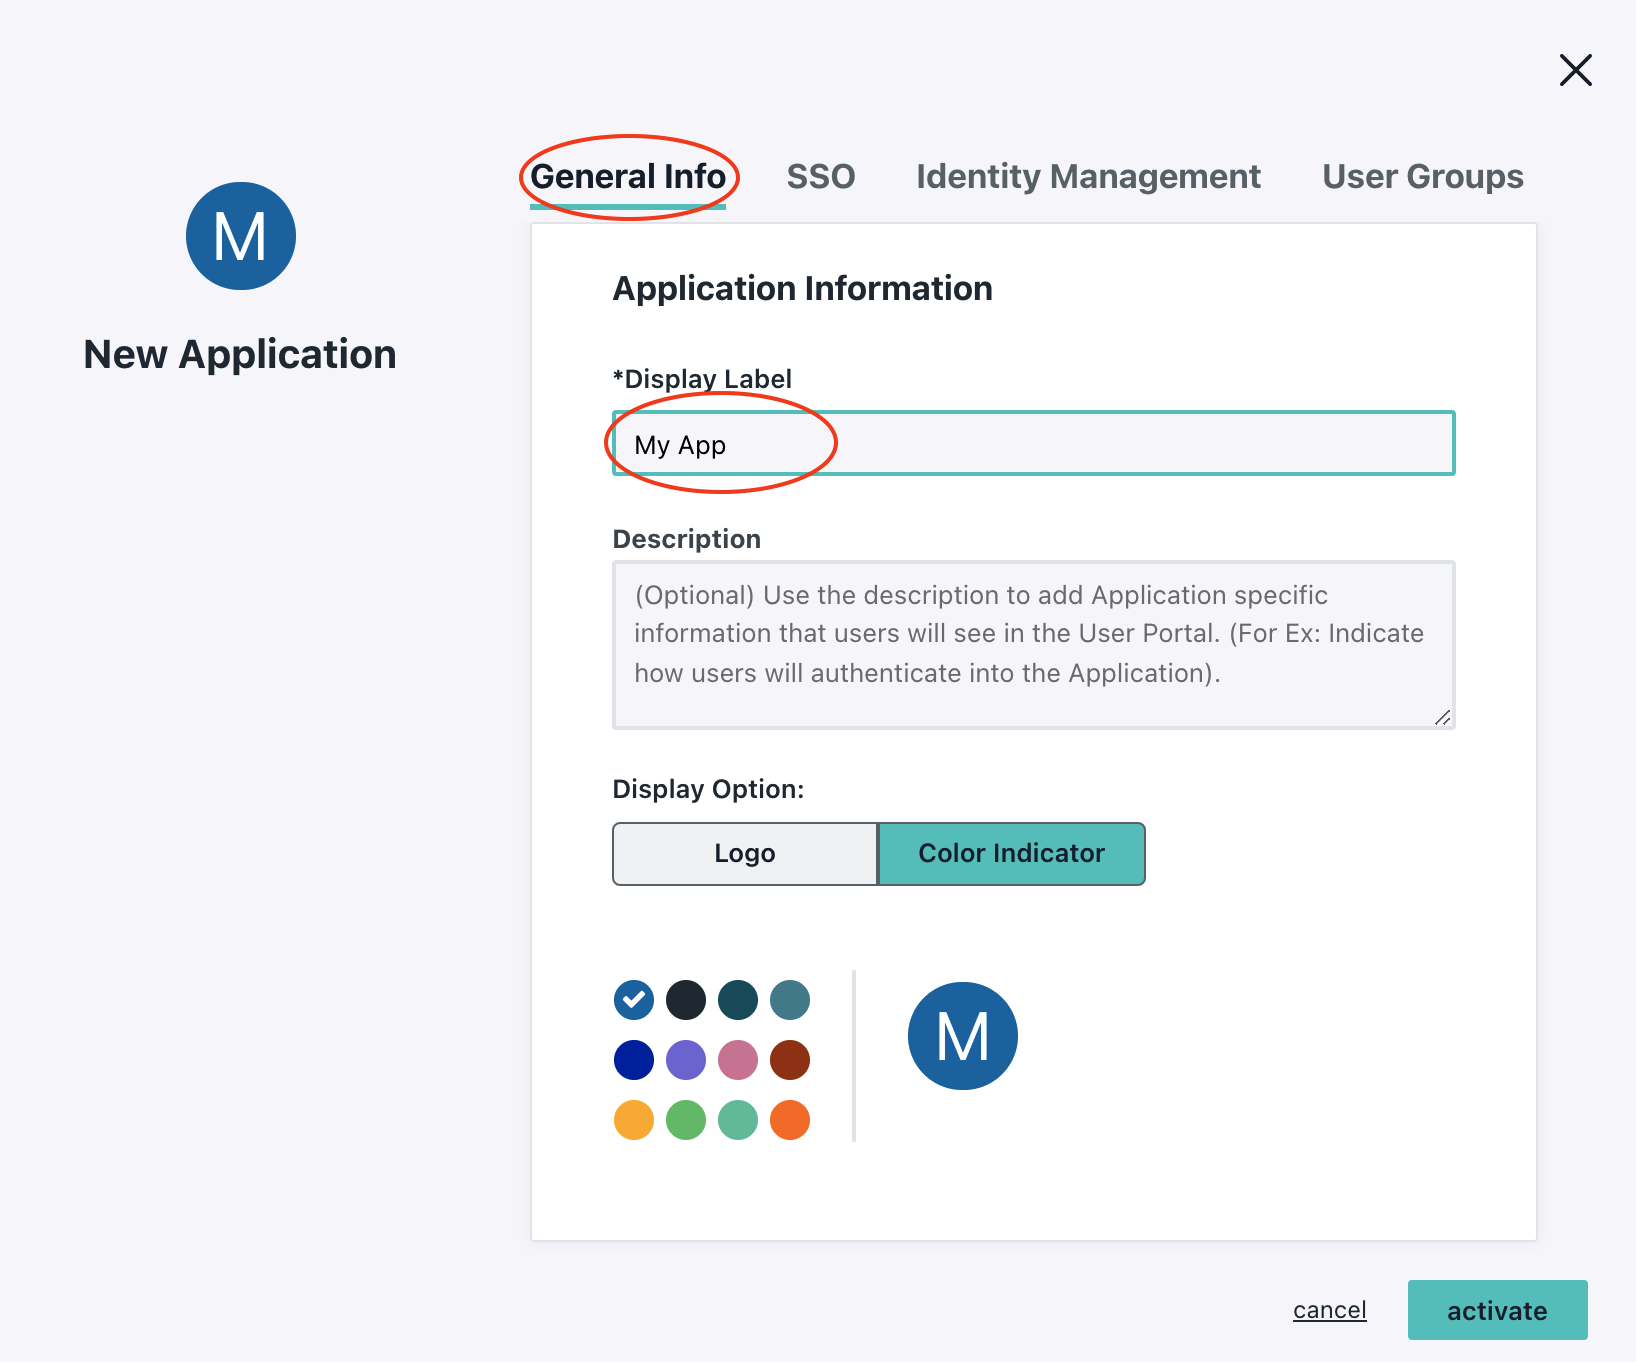 General Info SSO Identity Management User Groups
M
New Application
Application Information
*Display Label
My App
Description
(Optional) Use the description to add Application specific
information that users will see in the User Portal. (For Ex: Indicate
how users will authenticate into the Application).
Display Option:
Logo Color Indicator
M
cancel activate